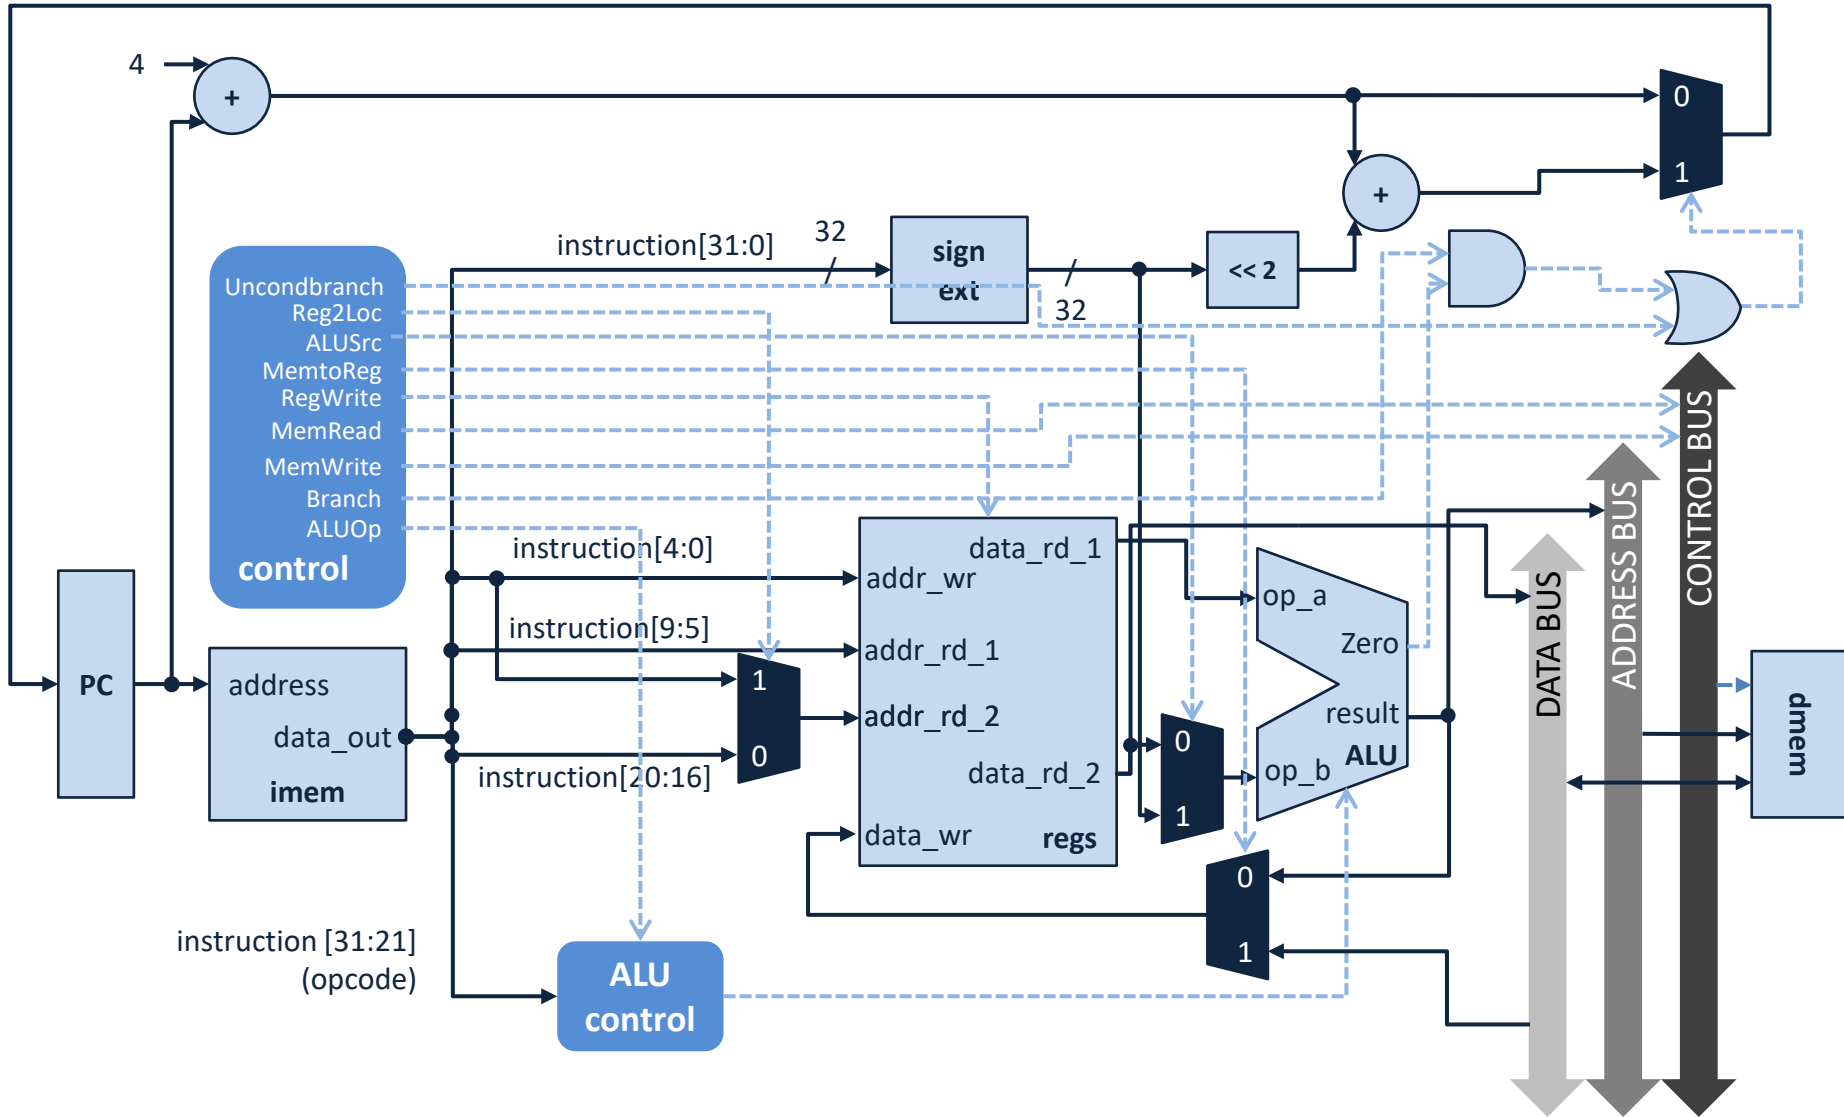 4
+
0
1
+
instruction[31:0]
32
sign
ext
32
<< 2
Uncondbranch
Reg2Loc
ALUSrc
MemtoReg
RegWrite
MemRead
MemWrite
Branch
ALUOp
control
CONTROL BUS
ADDRESS BUS
DATA BUS
instruction[4:0]
instruction[9:5]
instruction[20:16]
1
0
data_rd_1
addr_wr
addr_rd_1
addr_rd_2
data_rd_2
data_wr
regs
op_a
Zero
result
ALU
op_b
0
1
PC
address
data_out
imem
dmem
0
1
instruction [31:21]
(opcode)
ALU
control